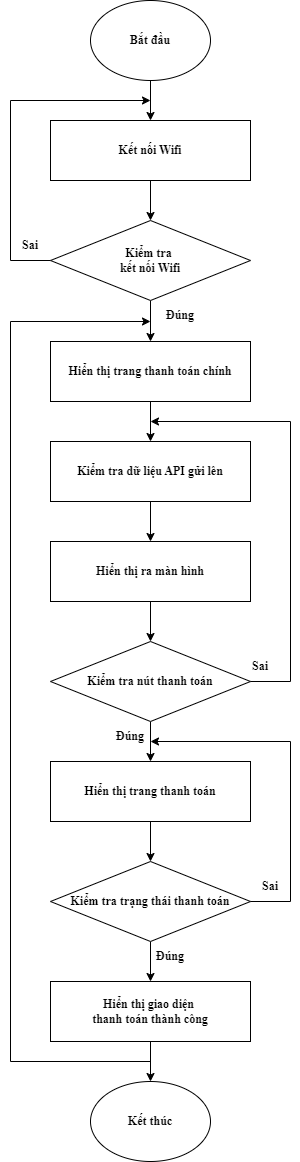 Bắt đầu
Kết nối Wifi
Sai
Kiểm tra
kết nối Wifi
Đúng
Hiển thị trang thanh toán chính
Kiểm tra dữ liệu API gửi lên
Hiển thị ra màn hình
Sai
Kiểm tra nút thanh toán
Đúng
Hiển thị trang thanh toán
Sai
Kiểm tra trạng thái thanh toán
Đúng
Hiển thị giao diện
thanh toán thành công
Kết thúc